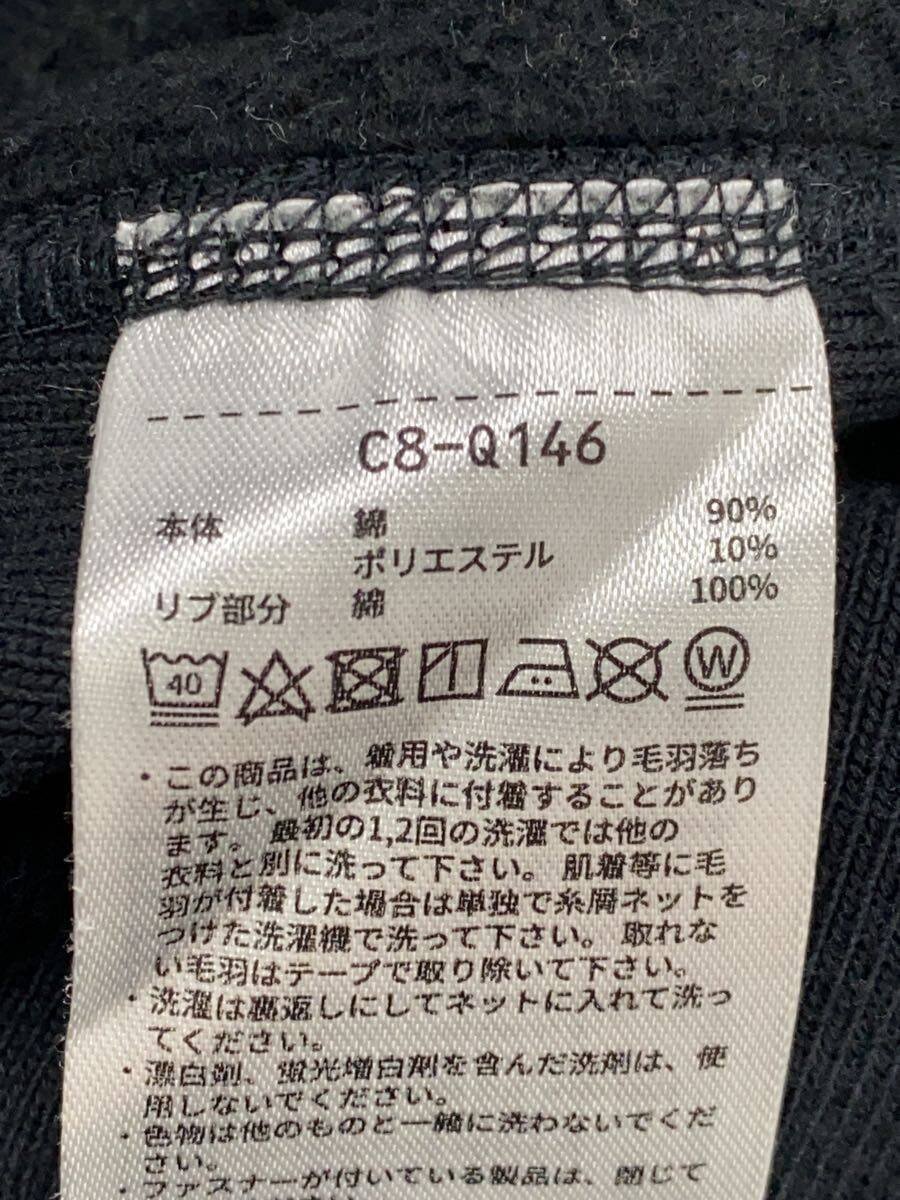 C8-Q146
本体 綿 90%
ポリエステル 10%
リブ部分 綿 100%
40 W
・この商品は、着用や洗濯により毛羽落ち
が生じ、他の衣料に付着することがあり
ます。最初の1,2回の洗濯では他の
衣料と別に洗って下さい。肌着等に毛
羽が付着した場合は単独で糸屑ネットを
つけた洗濯機で洗って下さい。取れな
い毛羽はテープで取り除いて下さい。
・洗濯は裏返しにしてネットに入れて洗っ
てください。
・漂白剤、蛍光増白剤を含んだ洗剤は、使
用しないでください。
・色物は他のものと一緒に洗わないでくだ
さい。
・ファスナーが付いている製品は、閉じて